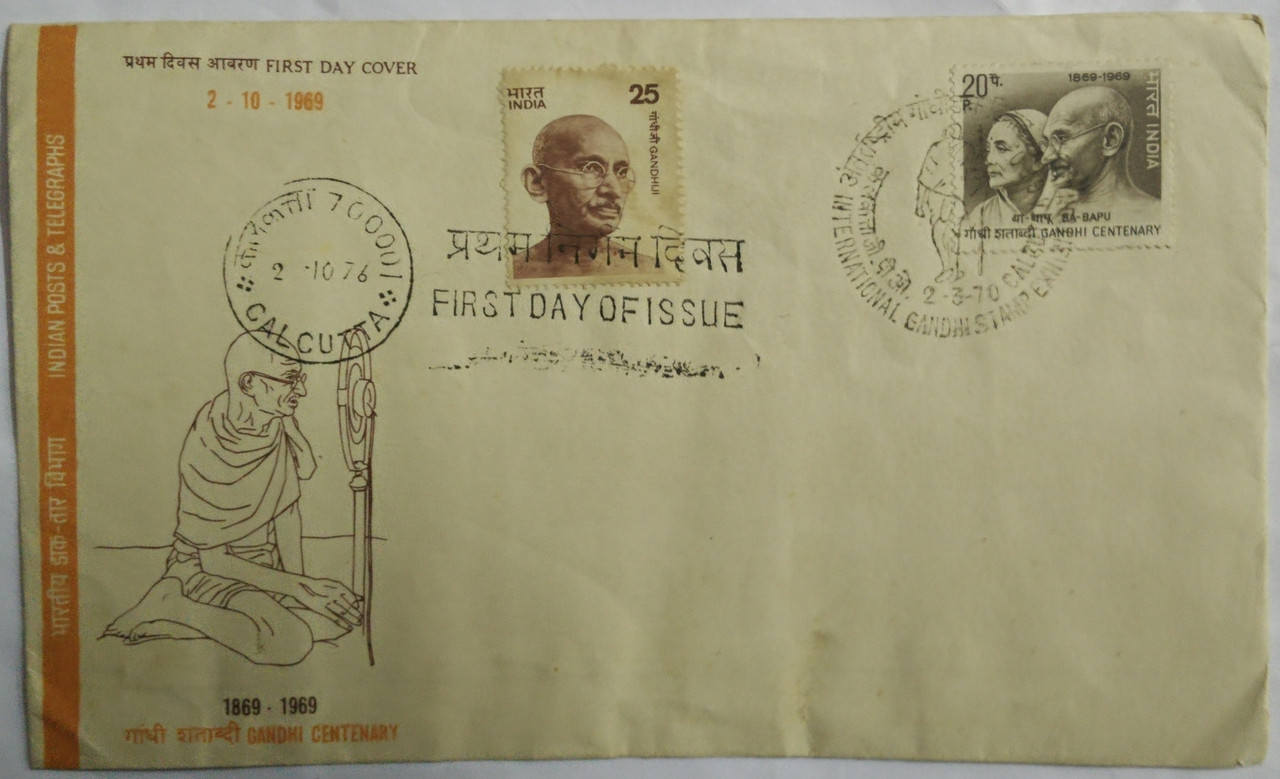 प्रथम दिवस आवरण FIRST DAY COVER
2 - 10 - 1969
भारतीय डाक-तार विभाग INDIAN POSTS & TELEGRAPHS
भारत
INDIA
25
गांधीजी GANDHIJI
20 प.
P.
1869-1969
भारत INDIA
बा-बापू BA-BAPU
गांधी शताब्दी GANDHI CENTENARY
2-3-70
INTERNATIONAL GANDHI STAMP
कलकत्ता जी.पी.ओ.
कालकत्ता 700001
2 -10 76
CALCUTTA
प्रथम निर्गम दिवस
FIRST DAY OF ISSUE
1869 - 1969
गांधी शताब्दी GANDHI CENTENARY